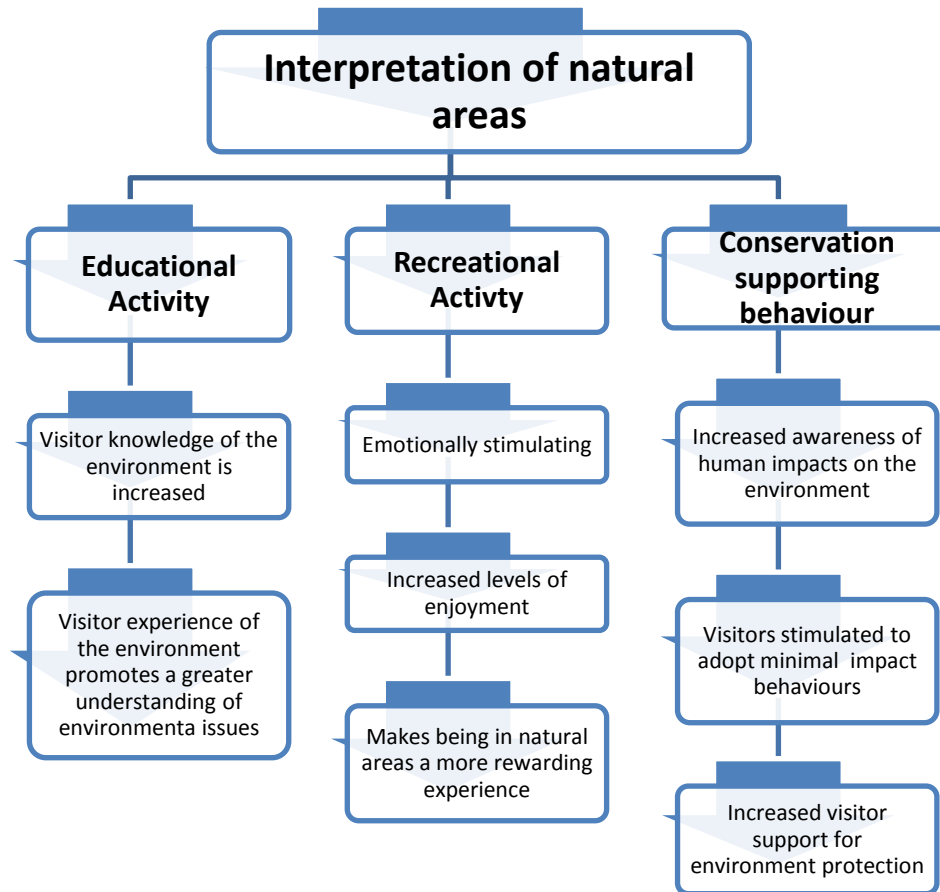 Interpretation of natural
areas
Educational
Activity
Visitor knowledge of the
environment is
increased
Visitor experience of
the environment
promotes a greater
understanding of
environmenta issues
Recreational
Activty
Emotionally stimulating
Increased levels of
enjoyment
Makes being in natural
areas a more rewarding
experience
Conservation
supporting
behaviour
Increased awareness of
human impacts on the
environment
Visitors stimulated to
adopt minimal  impact
behaviours
Increased visitor
support for
environment protection